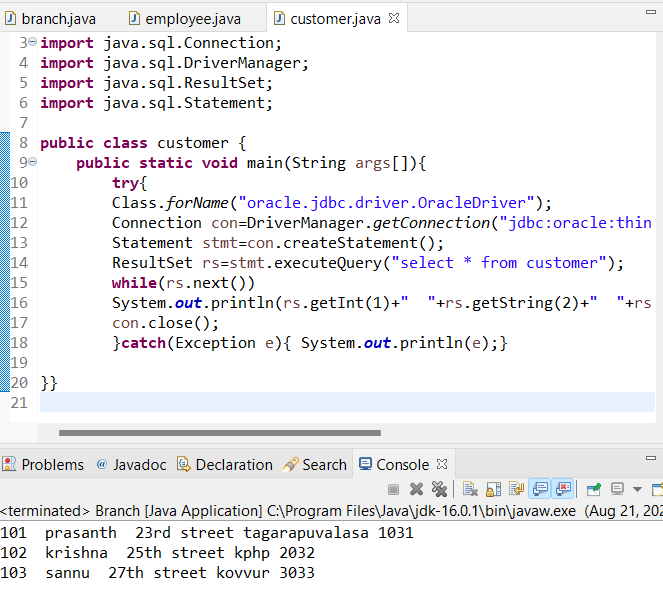 branch.java employee.java customer.java
3 import java.sql.Connection;
4 import java.sql.DriverManager;
5 import java.sql.ResultSet;
6 import java.sql.Statement;
7
8 public class customer {
9 public static void main(String args[]){
10 try{
11 Class.forName("oracle.jdbc.driver.OracleDriver");
12 Connection con=DriverManager.getConnection("jdbc:oracle:thin
13 Statement stmt=con.createStatement();
14 ResultSet rs=stmt.executeQuery("select * from customer");
15 while(rs.next())
16 System.out.println(rs.getInt(1)+"  "+rs.getString(2)+"  "+rs
17 con.close();
18 }catch(Exception e){ System.out.println(e);}
19
20 }}
21
Problems @ Javadoc Declaration Search Console
<terminated> Branch [Java Application] C:\Program Files\Java\jdk-16.0.1\bin\javaw.exe (Aug 21, 202
101  prasanth  23rd street tagarapuvalasa 1031
102  krishna  25th street kphp 2032
103  sannu  27th street kovvur 3033